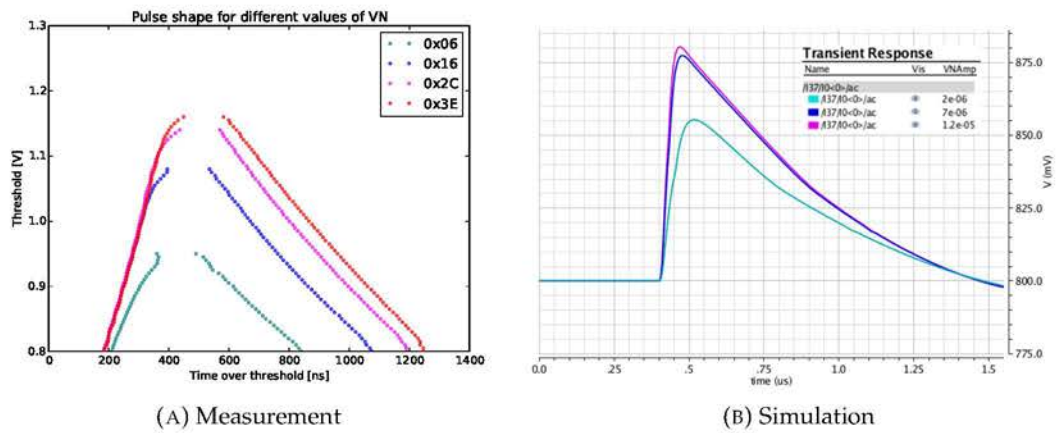 Pulse shape for different values of VN
1.3
1.2
1.1
1.0
0.9
0.8
Threshold [V]
0x06
0x16
0x2C
0x3E
0 200 400 600 800 1000 1200 1400
Time over threshold [ns]
(A) Measurement
Transient Response
Name Vis VNAmp
/I37/I0<0>/ac
/I37/I0<0>/ac 2e-06
/I37/I0<0>/ac 7e-06
/I37/I0<0>/ac 1.2e-05
875.0
850.0
825.0
800.0
775.0
V (mV)
0.0 .25 .5 .75 1.0 1.25 1.5
time (us)
(B) Simulation